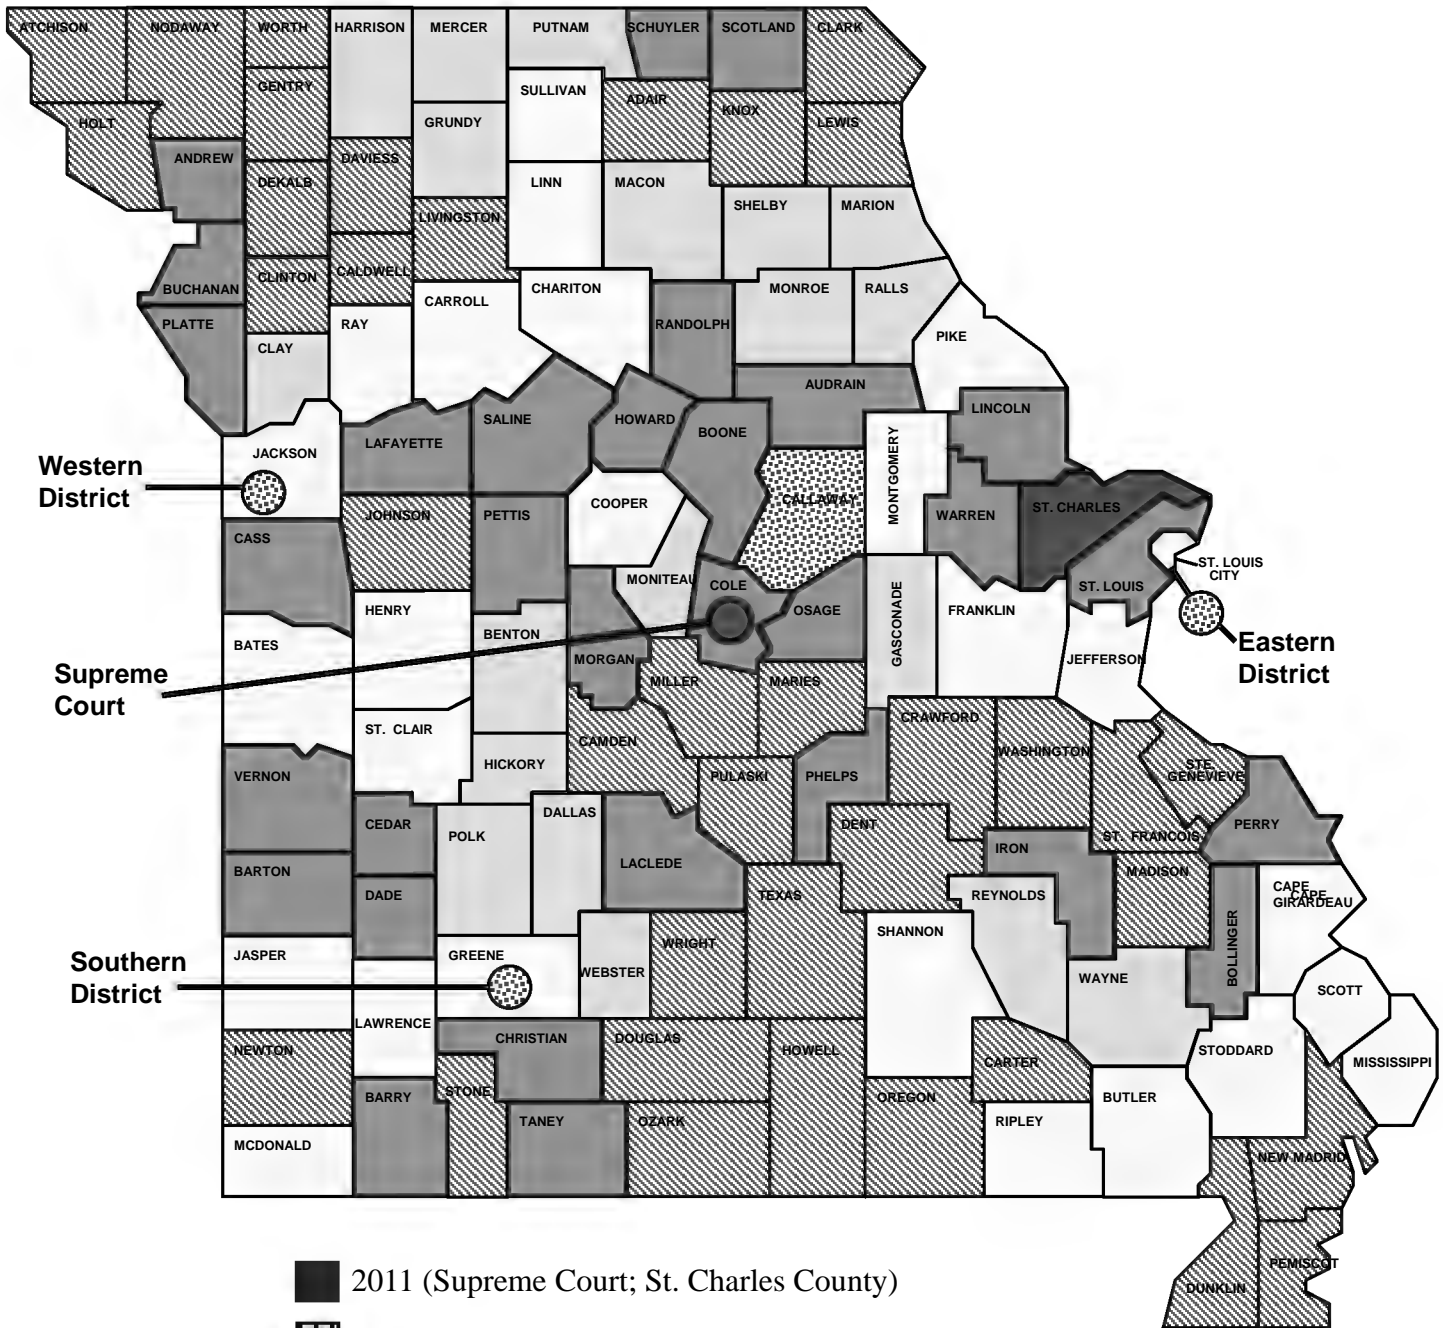 ATCHISON
NODAWAY
WORTH
HARRISON
MERCER
PUTNAM
SCHUYLER
SCOTLAND
CLARK
GENTRY
SULLIVAN
ADAIR
KNOX
LEWIS
HOLT
GRUNDY
ANDREW
DAVIESS
DEKALB
LINN
MACON
SHELBY
MARION
LIVINGSTON
CLINTON
CALDWELL
BUCHANAN
CARROLL
CHARITON
MONROE
RALLS
PLATTE
RAY
RANDOLPH
CLAY
PIKE
AUDRAIN
LINCOLN
SALINE
HOWARD
BOONE
LAFAYETTE
JACKSON
MONTGOMERY
Western
District
CALLAWAY
COOPER
JOHNSON
PETTIS
WARREN
ST. CHARLES
CASS
ST. LOUIS
CITY
MONITEAU
COLE
ST. LOUIS
HENRY
OSAGE
GASCONADE
FRANKLIN
BENTON
BATES
Eastern
District
MORGAN
JEFFERSON
Supreme
Court
MILLER
MARIES
ST. CLAIR
CAMDEN
CRAWFORD
WASHINGTON
HICKORY
VERNON
PULASKI
PHELPS
STE.
GENEVIEVE
DALLAS
CEDAR
POLK
DENT
ST. FRANCOIS
PERRY
IRON
LACLEDE
BARTON
MADISON
DADE
TEXAS
REYNOLDS
CAPE
CAPE
GIRARDEAU
BOLLINGER
SHANNON
WRIGHT
JASPER
GREENE
Southern
District
WEBSTER
WAYNE
SCOTT
LAWRENCE
CHRISTIAN
DOUGLAS
HOWELL
NEWTON
CARTER
STODDARD
MISSISSIPPI
STONE
BARRY
OREGON
BUTLER
TANEY
OZARK
RIPLEY
MCDONALD
NEW MADRID
PEMISCOT
DUNKLIN
2011 (Supreme Court; St. Charles County)